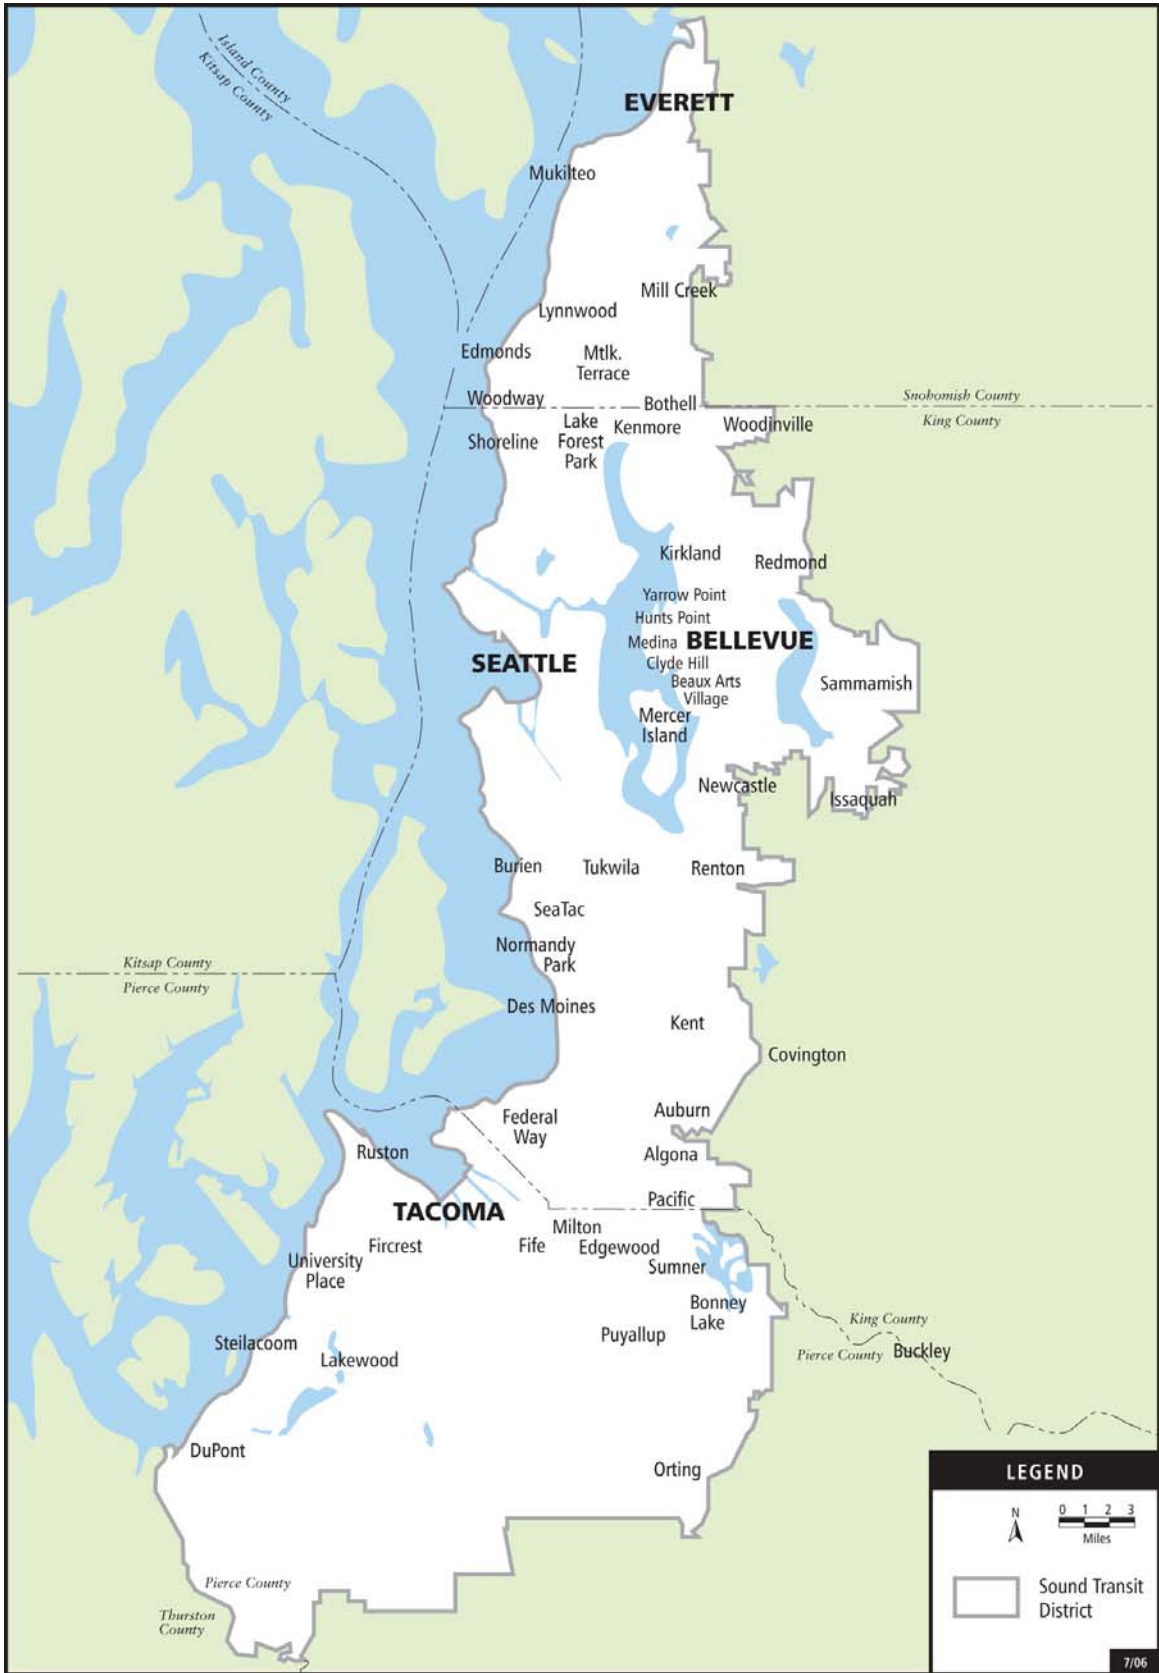 Island County
Kitsap County
EVERETT
Mukilteo
Mill Creek
Lynnwood
Edmonds
Mtlk.
Terrace
Woodway
Bothell
Snohomish County
King County
Lake
Forest
Park
Kenmore
Woodinville
Shoreline
Kirkland
Redmond
Yarrow Point
Hunts Point
Medina
BELLEVUE
SEATTLE
Clyde Hill
Beaux Arts
Village
Sammamish
Mercer
Island
Newcastle
Issaquah
Burien
Tukwila
Renton
SeaTac
Normandy
Park
Kitsap County
Pierce County
Des Moines
Kent
Covington
Federal
Way
Auburn
Ruston
Algona
Pacific
TACOMA
Milton
Fircrest
Fife
Edgewood
University
Place
Sumner
Bonney
Lake
King County
Pierce County
Buckley
Puyallup
Steilacoom
Lakewood
DuPont
Orting
Pierce County
Thurston
County
LEGEND
N
0 1 2 3
Miles
Sound Transit
District
7/06